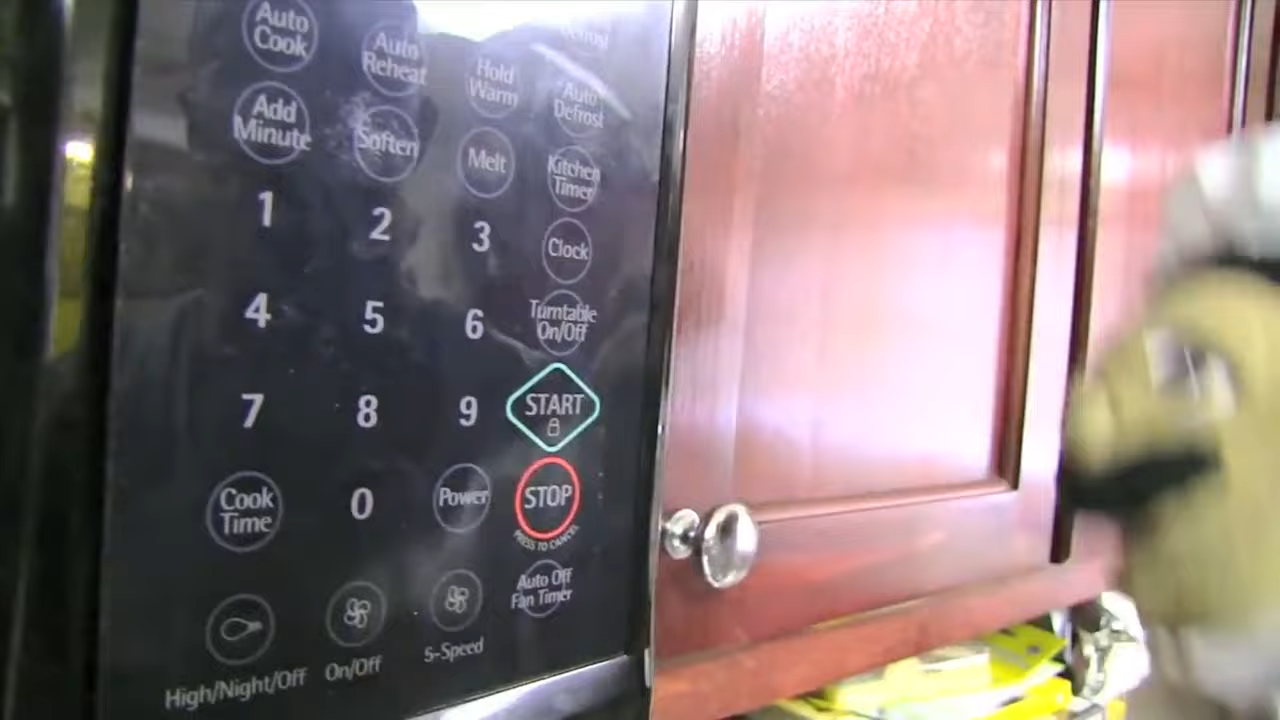 Auto
Cook
Auto
Reheat
Hold
Warm
Defrost
Auto
Defrost
Add
Minute
Soften
Melt
Kitchen
Timer
1
2
3
Clock
4
5
6
Turntable
On/Off
7
8
9
START
Cook
Time
0
Power
STOP
PRESS TO CANCEL
Auto Off
Fan Timer
High/Night/Off
On/Off
5-Speed